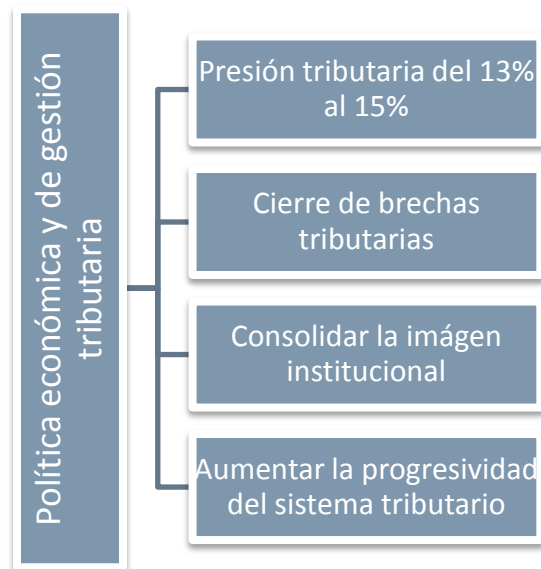 Política económica y de gestión
tributaria
Presión tributaria del 13%
al 15%
Cierre de brechas
tributarias
Consolidar la imágen
institucional
Aumentar la progresividad
del sistema tributario